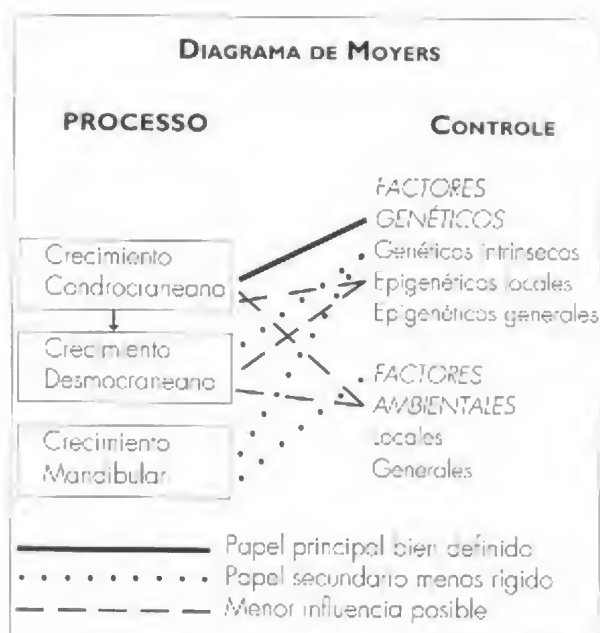 DIAGRAMA DE MOYERS
PROCESSO
CONTROLE
FACTORES
GENÉTICOS
Genéticos intrínsecos
Epigenéticos locales
Epigenéticos generales
Crecimiento
Condrocraneano
Crecimiento
Desmocraneano
Crecimiento
Mandibular
FACTORES
AMBIENTALES
Locales
Generales
Papel principal bien definido
Papel secundario menos rígido
Menor influencia posible